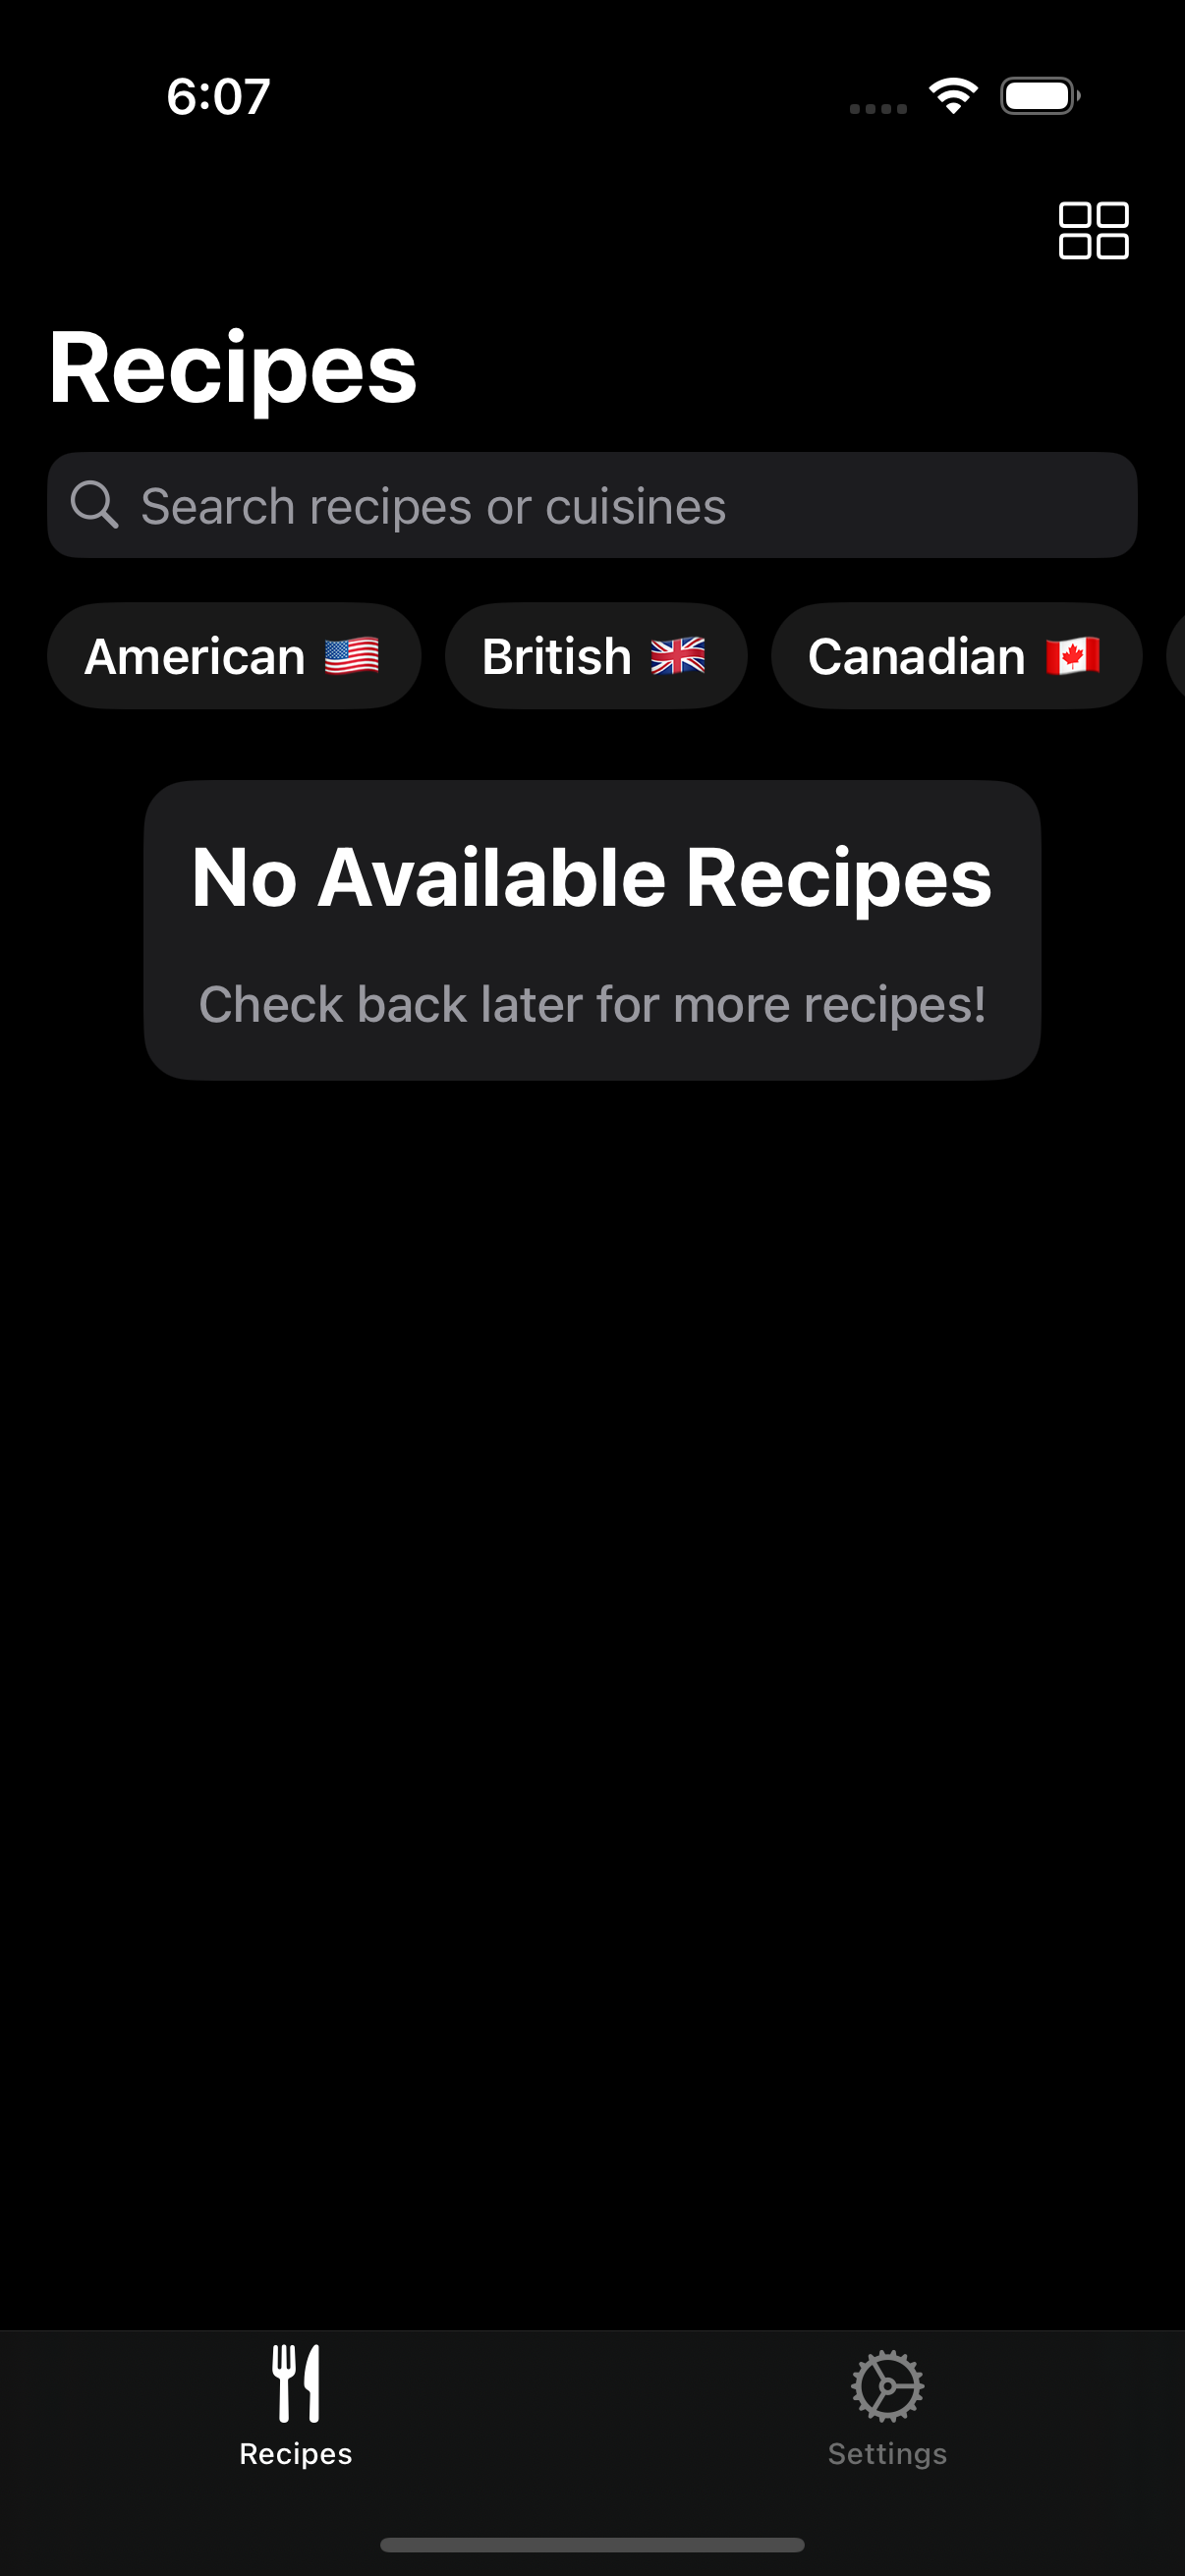 6:07
Recipes
Search recipes or cuisines
American 🇺🇸 British 🇬🇧 Canadian 🇨🇦
No Available Recipes
Check back later for more recipes!
Recipes Settings